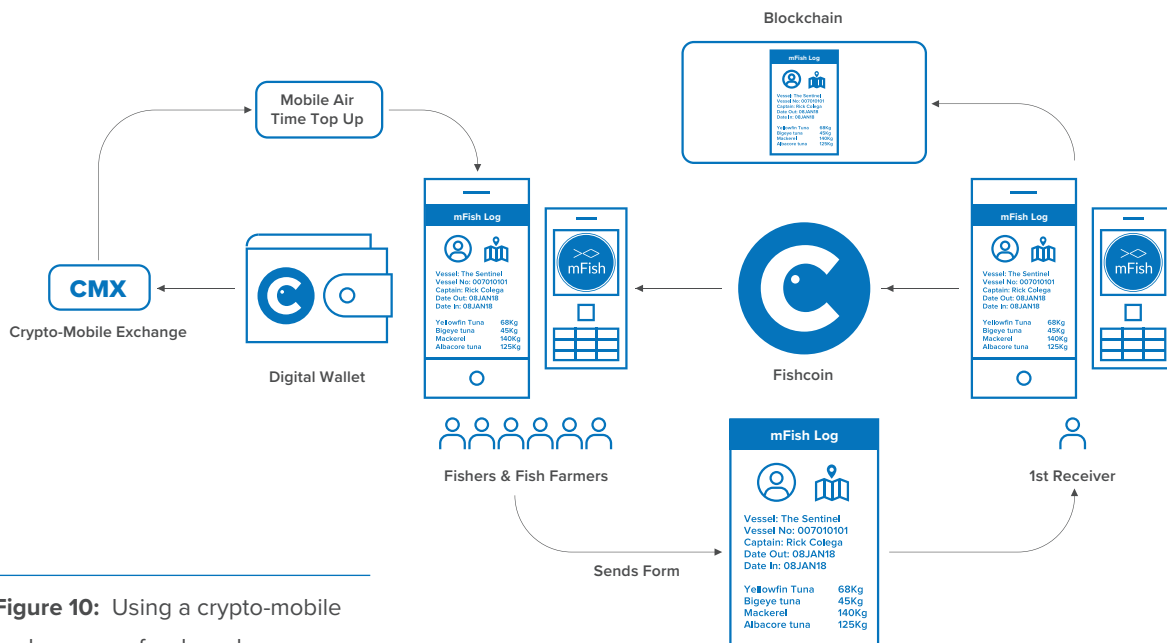 Blockchain
mFish Log
Vessel: The Sentinel
Vessel No: 007010101
Captain: Rick Colega
Date Out: 08JAN18
Date In: 08JAN18
Yellowfin Tuna 68Kg
Bigeye tuna 45Kg
Mackerel 140Kg
Albacore tuna 125Kg
Mobile Air
Time Top Up
CMX
Crypto-Mobile Exchange
Digital Wallet
mFish Log
Vessel: The Sentinel
Vessel No: 007010101
Captain: Rick Colega
Date Out: 08JAN18
Date In: 08JAN18
Yellowfin Tuna 68Kg
Bigeye tuna 45Kg
Mackerel 140Kg
Albacore tuna 125Kg
mFish
Fishers & Fish Farmers
Fishcoin
mFish Log
Vessel: The Sentinel
Vessel No: 007010101
Captain: Rick Colega
Date Out: 08JAN18
Date In: 08JAN18
Yellowfin Tuna 68Kg
Bigeye tuna 45Kg
Mackerel 140Kg
Albacore tuna 125Kg
mFish
1st Receiver
Sends Form
mFish Log
Vessel: The Sentinel
Vessel No: 007010101
Captain: Rick Colega
Date Out: 08JAN18
Date In: 08JAN18
Yellowfin Tuna 68Kg
Bigeye tuna 45Kg
Mackerel 140Kg
Albacore tuna 125Kg
Figure 10: Using a crypto-mobile